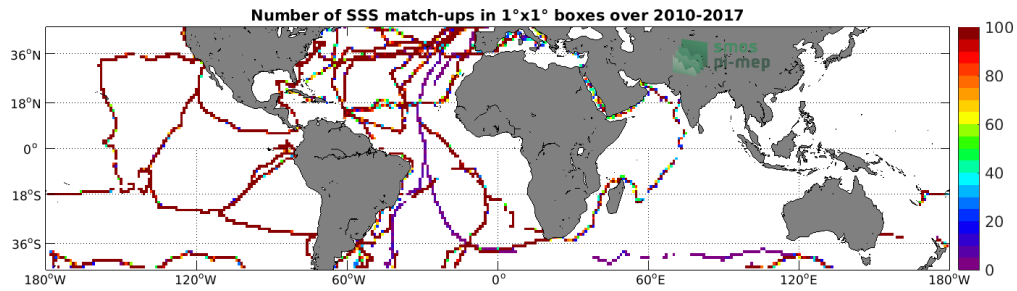 Number of SSS match-ups in 1°x1° boxes over 2010-2017
smos
pi-mep
100
80
60
40
20
0
36°N
18°N
0°
18°S
36°S
180°W 120°W 60°W 0° 60°E 120°E 180°W